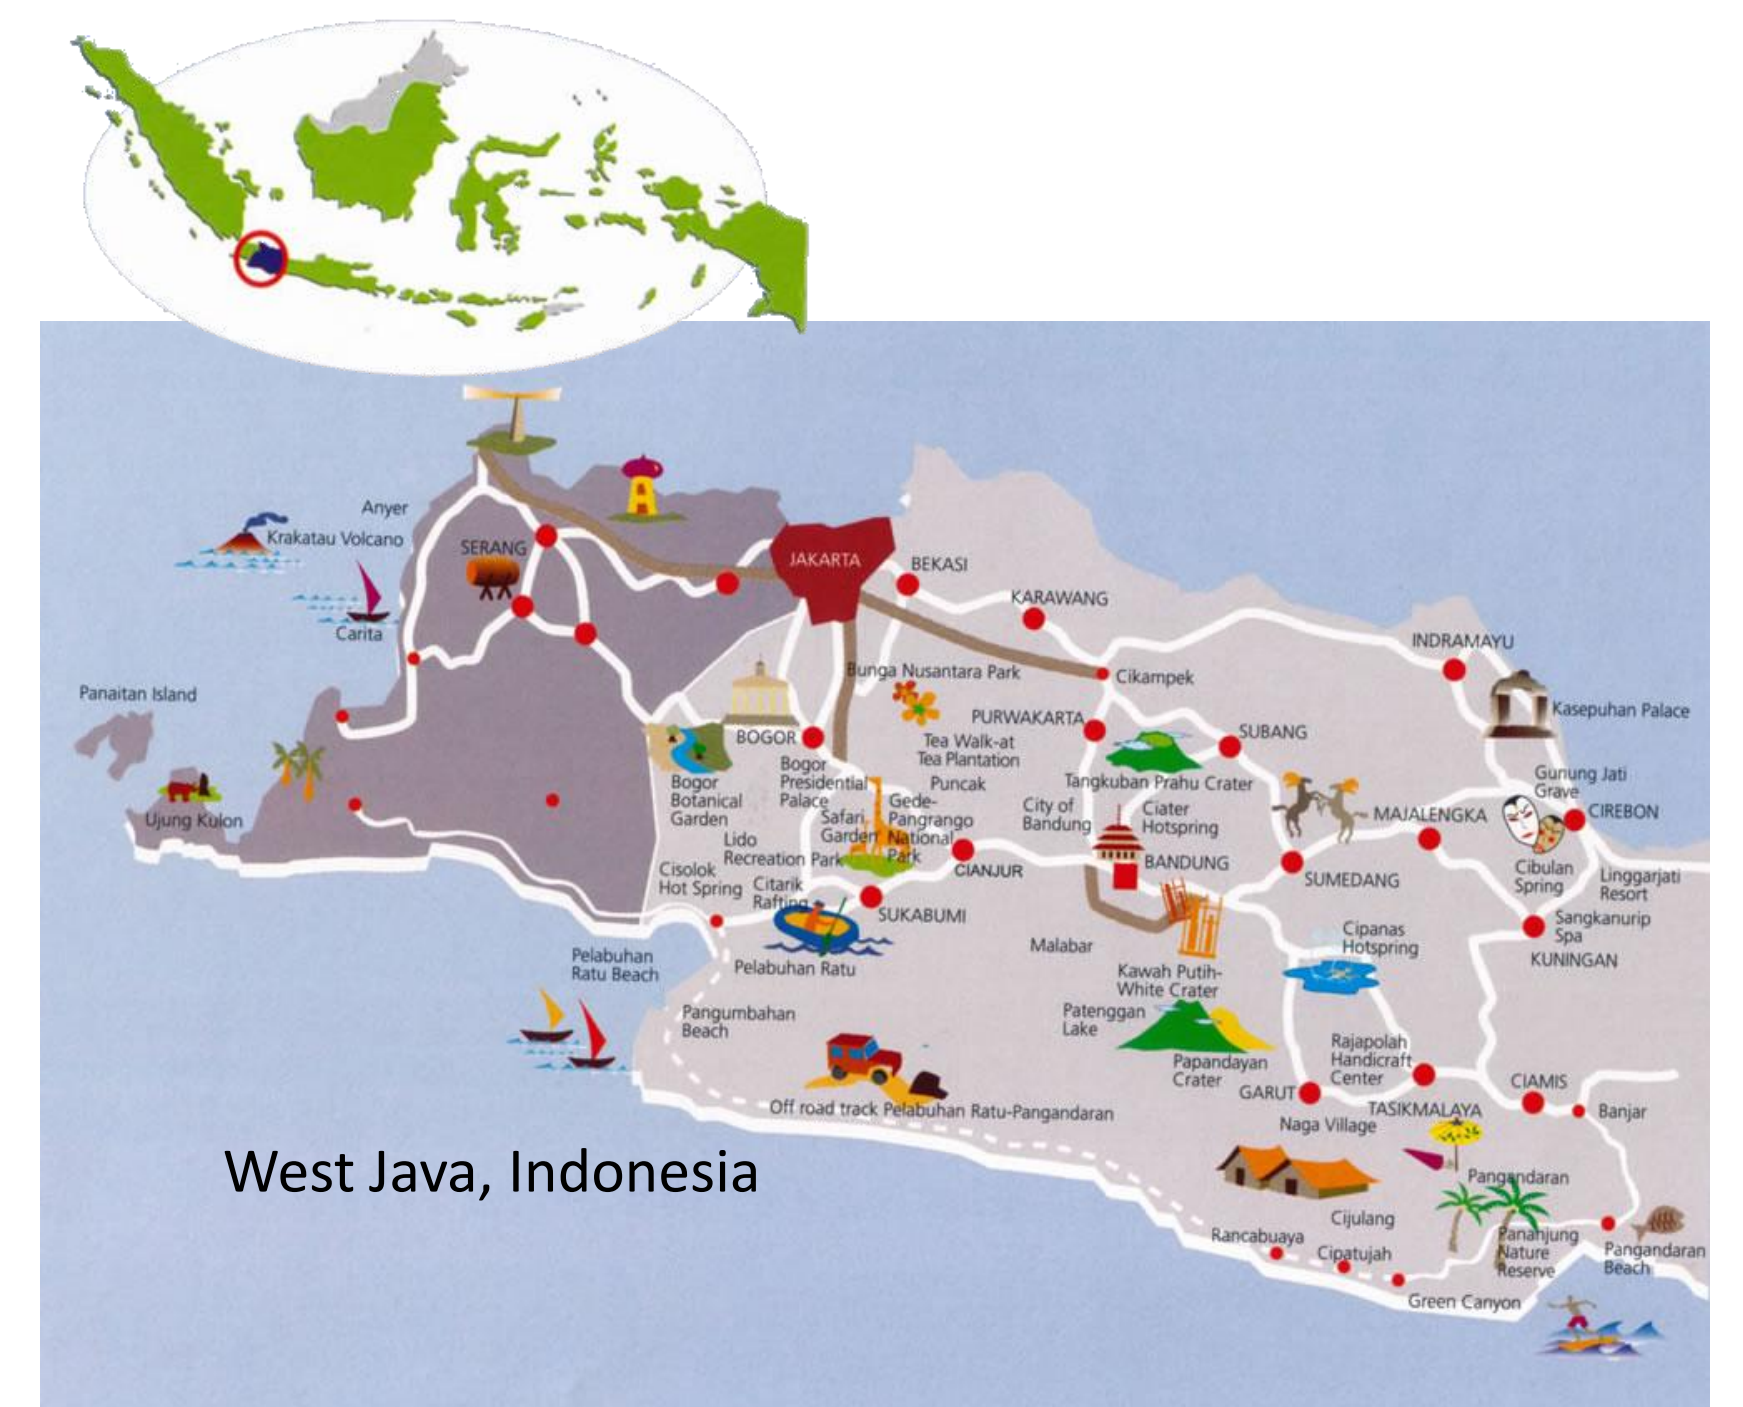 Anyer
Krakatau Volcano
SERANG
JAKARTA
BEKASI
Carita
KARAWANG
INDRAMAYU
Panaitan Island
Bunga Nusantara Park
Cikampek
Kasepuhan Palace
PURWAKARTA
SUBANG
BOGOR
Tea Walk-at
Tea Plantation
Puncak
Bogor
Presidential
Palace
Bogor
Botanical
Garden
Tangkuban Prahu Crater
Gunung Jati
Grave
Ujung Kulon
Safari
Garden
Gede-
Pangrango
National
Park
City of
Bandung
Ciater
Hotspring
MAJALENGKA
CIREBON
Lido
Recreation Park
CIANJUR
BANDUNG
SUMEDANG
Cibulan
Spring
Linggarjati
Resort
Cisolok
Hot Spring
Citarik
Rafting
SUKABUMI
Sangkanurip
Spa
KUNINGAN
Cipanas
Hotspring
Malabar
Pelabuhan
Ratu Beach
Pelabuhan Ratu
Kawah Putih-
White Crater
Pangumbahan
Beach
Patenggan
Lake
Papandayan
Crater
Rajapolah
Handicraft
Center
GARUT
CIAMIS
TASIKMALAYA
Banjar
Off road track Pelabuhan Ratu-Pangandaran
Naga Village
West Java, Indonesia
Pangandaran
Cijulang
Rancabuaya
Cipatujah
Pananjung
Nature
Reserve
Pangandaran
Beach
Green Canyon